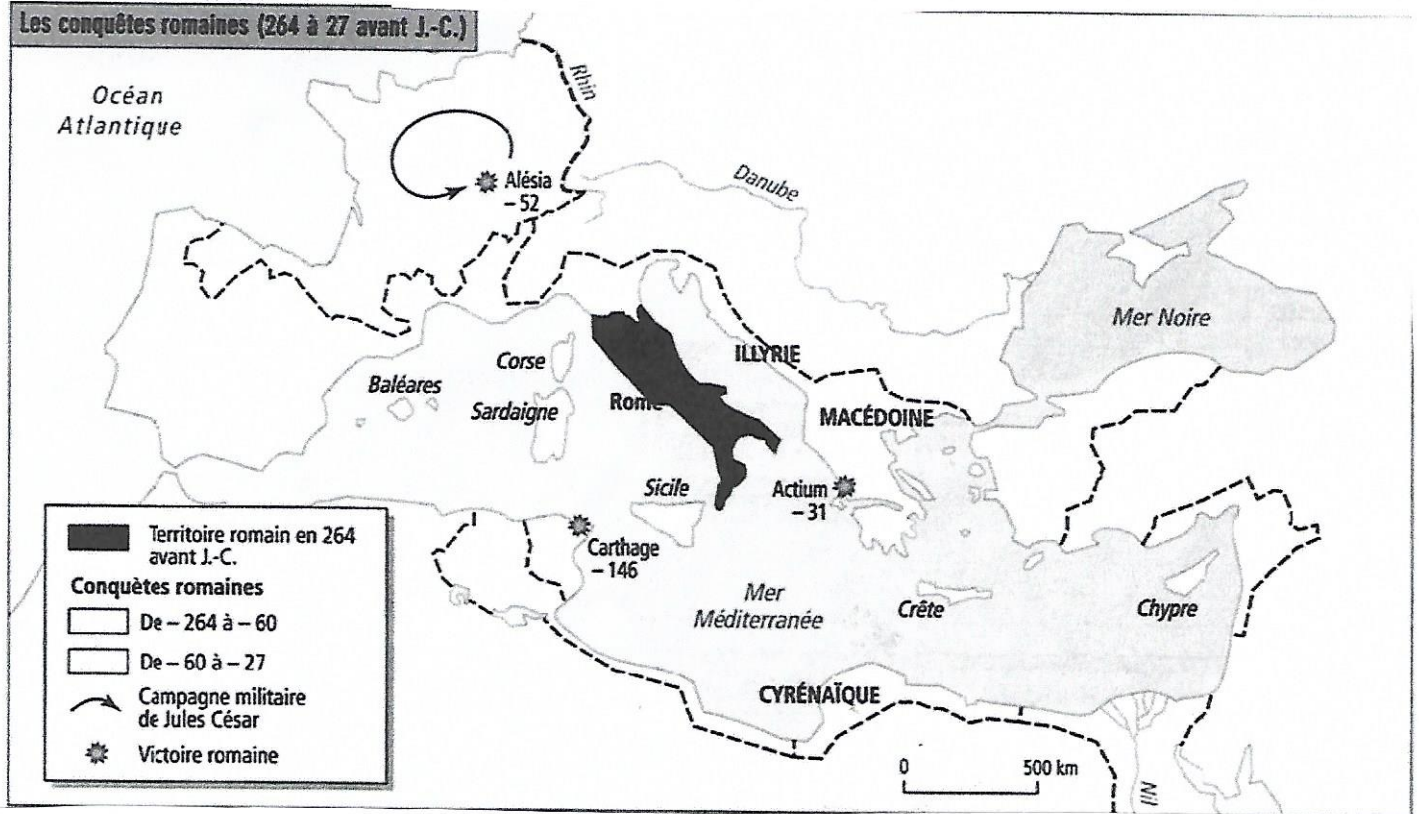 Les conquêtes romaines (264 à 27 avant J.-C.)
Océan
Atlantique
Rhin
Alésia
– 52
Danube
Mer Noire
ILLYRIE
Corse
Baléares
Sardaigne
Rome
MACÉDOINE
Sicile
Actium
– 31
Carthage
– 146
Mer
Méditerranée
Crête
Chypre
CYRÉNAÏQUE
Nil
0 500 km
Territoire romain en 264
avant J.-C.
Conquètes romaines
De – 264 à – 60
De – 60 à – 27
Campagne militaire
de Jules César
Victoire romaine